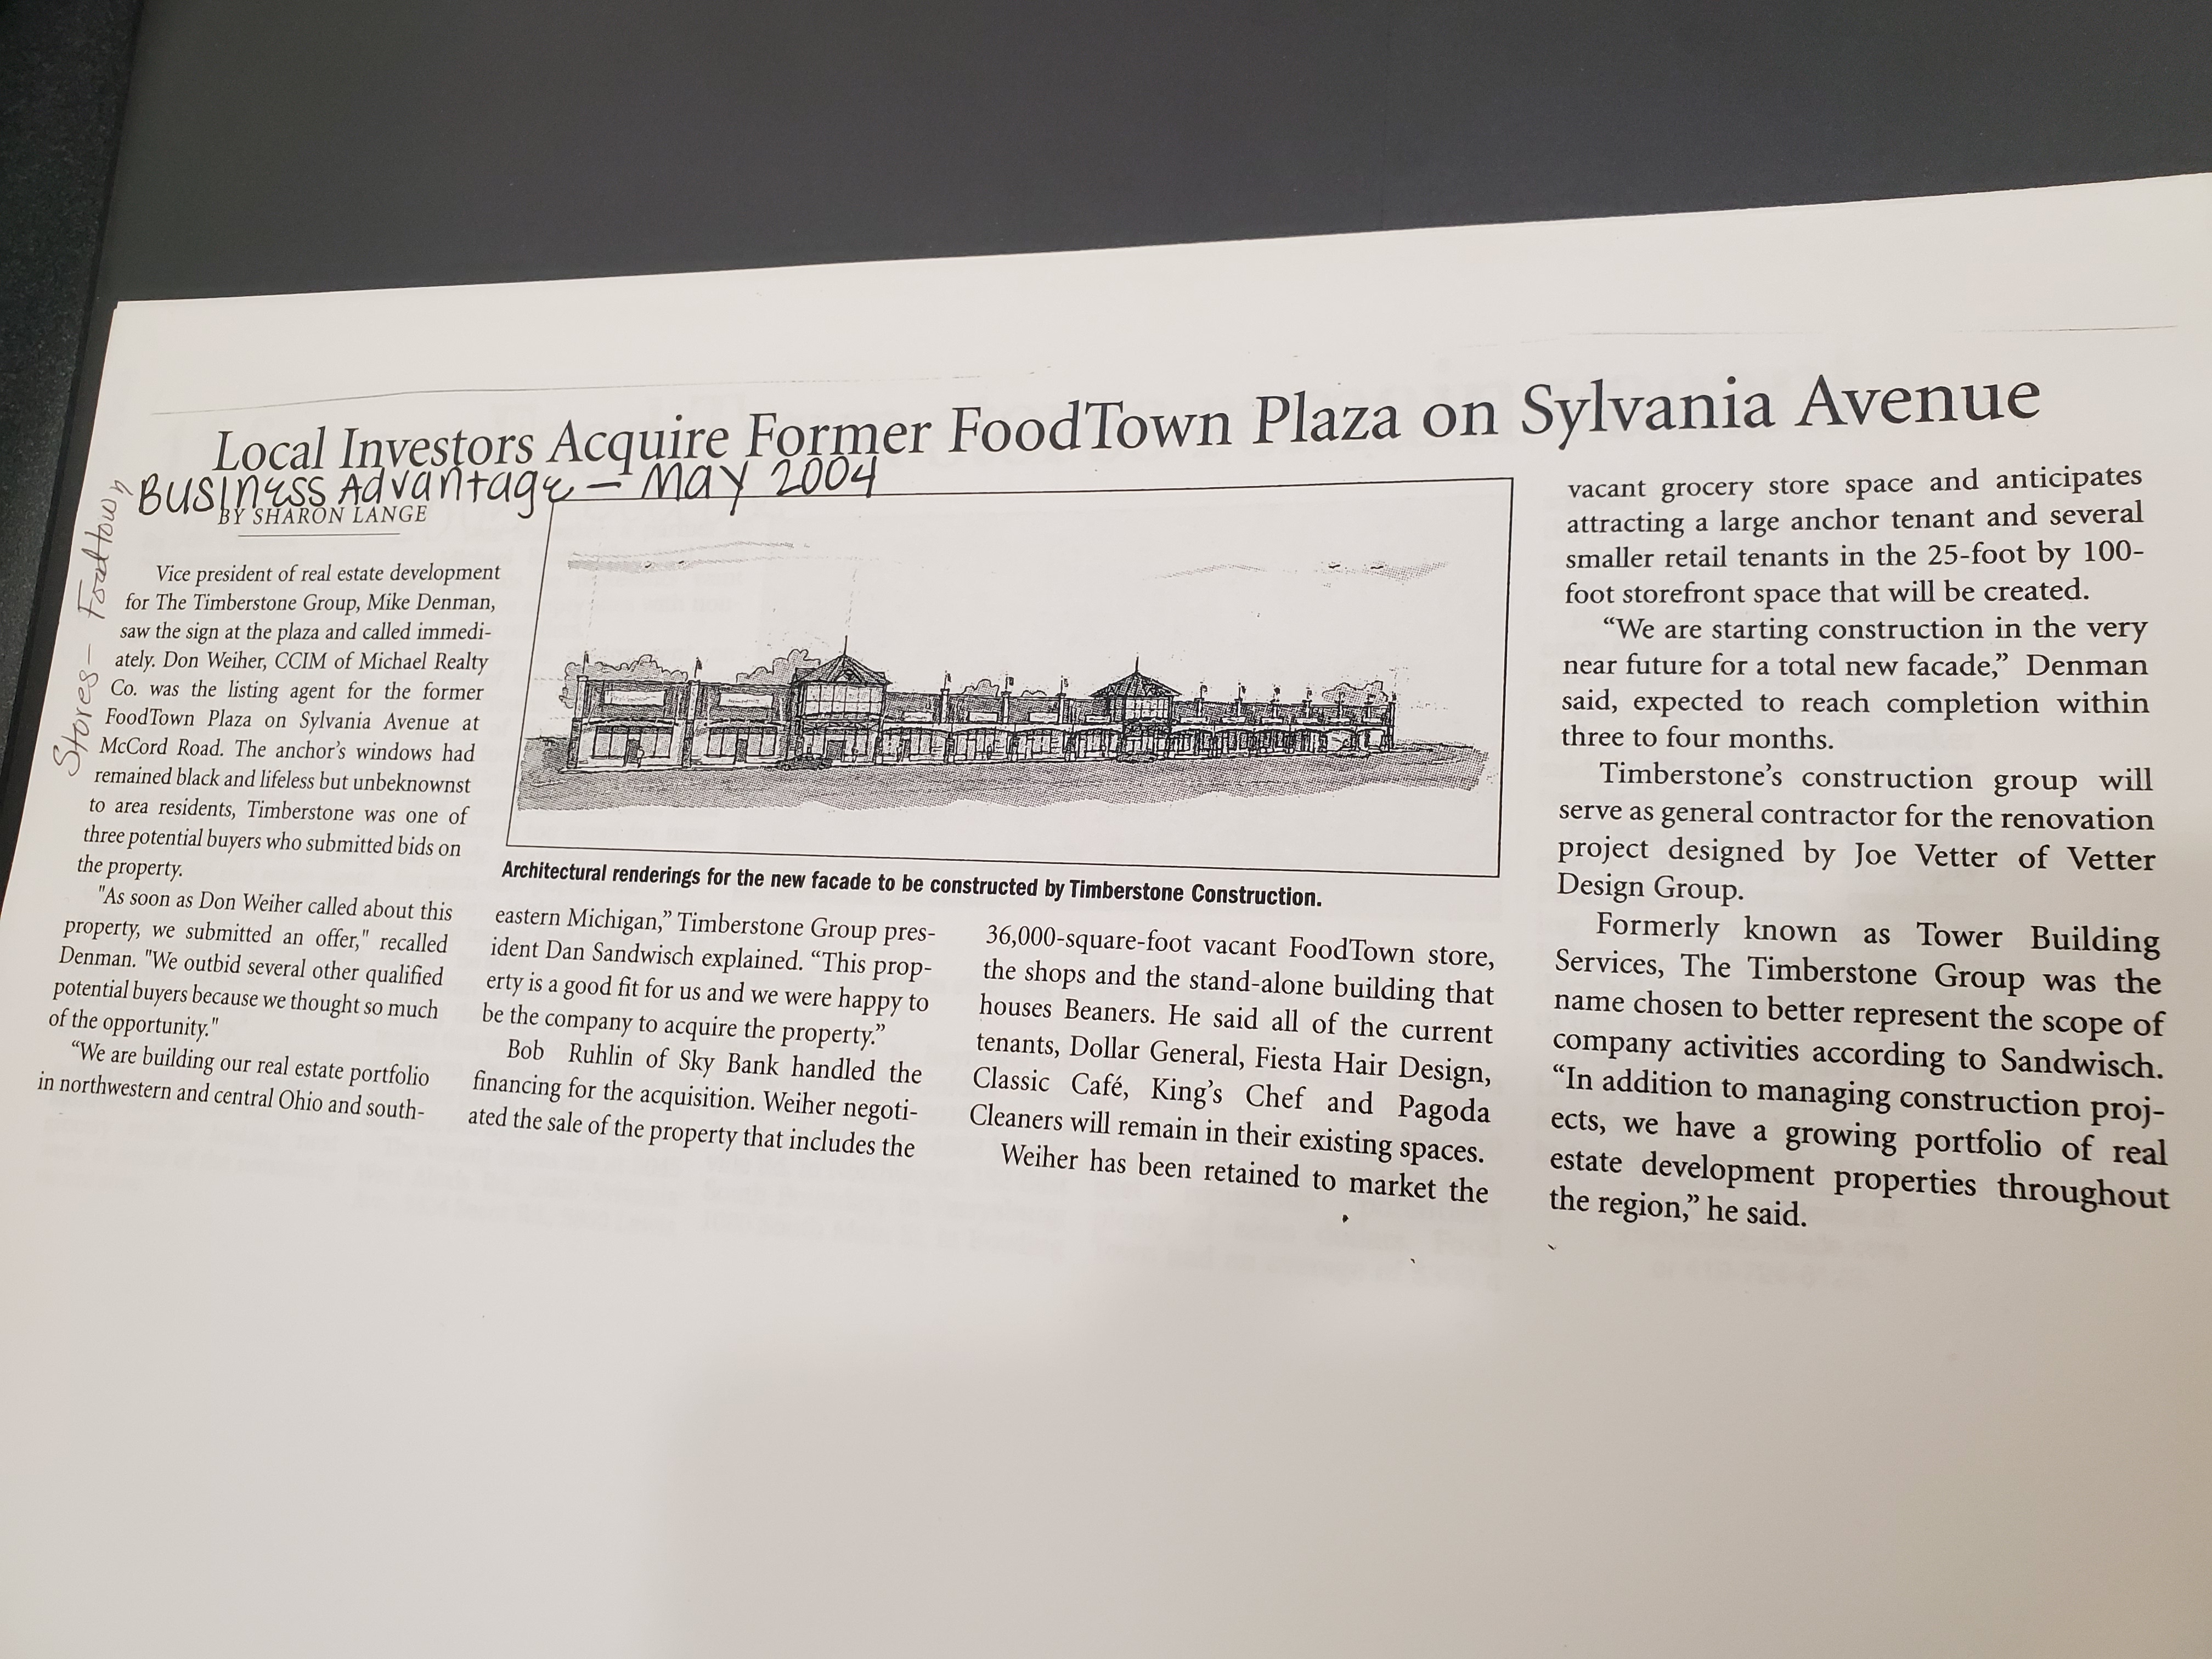 Local Investors Acquire Former FoodTown Plaza on Sylvania Avenue
Business Advantage – May 2004
Stores – Foodtown
BY SHARON LANGE
Vice president of real estate development
for The Timberstone Group, Mike Denman,
saw the sign at the plaza and called immedi-
ately. Don Weiher, CCIM of Michael Realty
Co. was the listing agent for the former
FoodTown Plaza on Sylvania Avenue at
McCord Road. The anchor's windows had
remained black and lifeless but unbeknownst
to area residents, Timberstone was one of
three potential buyers who submitted bids on
the property.
"As soon as Don Weiher called about this
property, we submitted an offer," recalled
Denman. "We outbid several other qualified
potential buyers because we thought so much
of the opportunity."
“We are building our real estate portfolio
in northwestern and central Ohio and south-
Architectural renderings for the new facade to be constructed by Timberstone Construction.
eastern Michigan,” Timberstone Group pres-
ident Dan Sandwisch explained. “This prop-
erty is a good fit for us and we were happy to
be the company to acquire the property.”
Bob Ruhlin of Sky Bank handled the
financing for the acquisition. Weiher negoti-
ated the sale of the property that includes the
36,000-square-foot vacant FoodTown store,
the shops and the stand-alone building that
houses Beaners. He said all of the current
tenants, Dollar General, Fiesta Hair Design,
Classic Café, King's Chef and Pagoda
Cleaners will remain in their existing spaces.
Weiher has been retained to market the
vacant grocery store space and anticipates
attracting a large anchor tenant and several
smaller retail tenants in the 25-foot by 100-
foot storefront space that will be created.
“We are starting construction in the very
near future for a total new facade,” Denman
said, expected to reach completion within
three to four months.
Timberstone's construction group will
serve as general contractor for the renovation
project designed by Joe Vetter of Vetter
Design Group.
Formerly known as Tower Building
Services, The Timberstone Group was the
name chosen to better represent the scope of
company activities according to Sandwisch.
“In addition to managing construction proj-
ects, we have a growing portfolio of real
estate development properties throughout
the region,” he said.